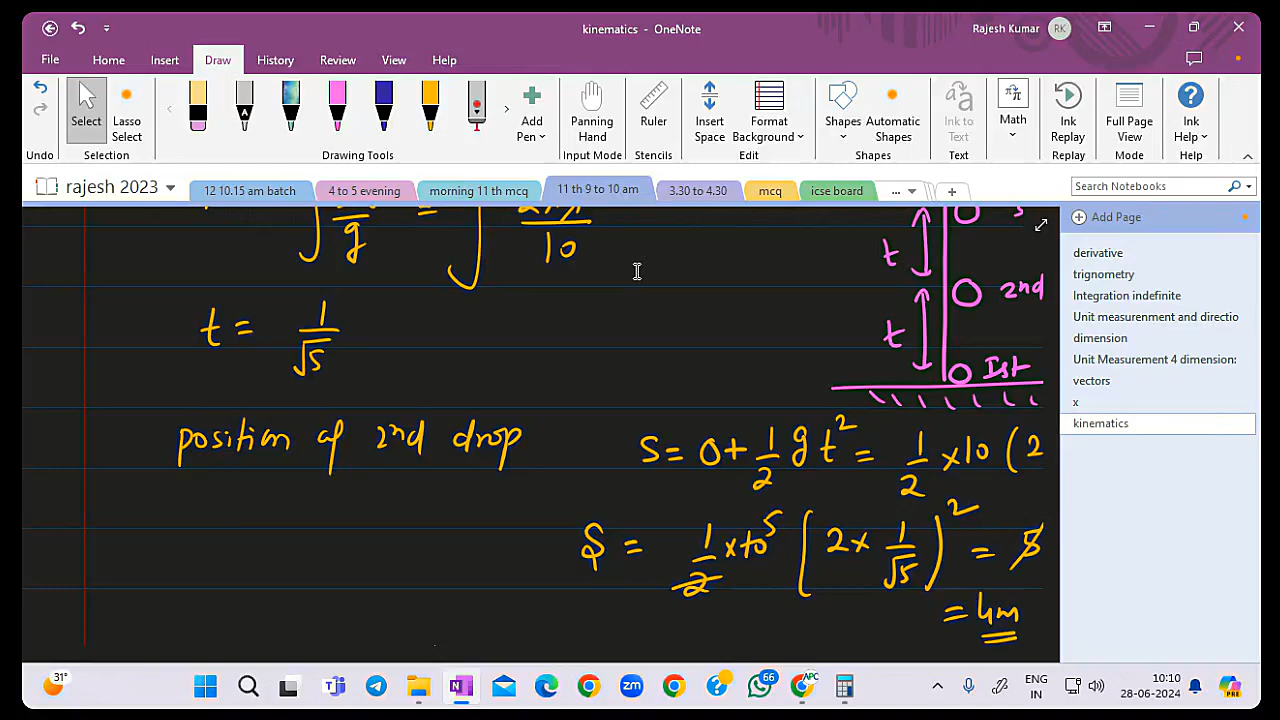 kinematics - OneNote
Rajesh Kumar RK
File Home Insert Draw History Review View Help
Undo
Select
Lasso Select
Selection
Drawing Tools
Add Pen
Panning Hand
Input Mode
Ruler
Stencils
Insert Space
Format Background
Edit
Shapes
Automatic Shapes
Shapes
Ink to Text
Text
Math
Ink Replay
Replay
Full Page View
Mode
Ink Help
Help
rajesh 2023
12 10.15 am batch
4 to 5 evening
morning 11 th mcq
11 th 9 to 10 am
3.30 to 4.30
mcq
icse board
...
Search Notebooks
Add Page
derivative
trignometry
Integration indefinite
Unit measurenment and directio
dimension
Unit Measurement 4 dimension:
vectors
x
kinematics
g = 10
t
2nd
t = 1/√5
t
Ist
position of 2nd drop
S = 0 + 1/2 g t² = 1/2 × 10 (2
S = 1/2 × 10 5 (2 × 1/√5)² = 5
= 4m
31°
66
ENG
IN
10:10
28-06-2024